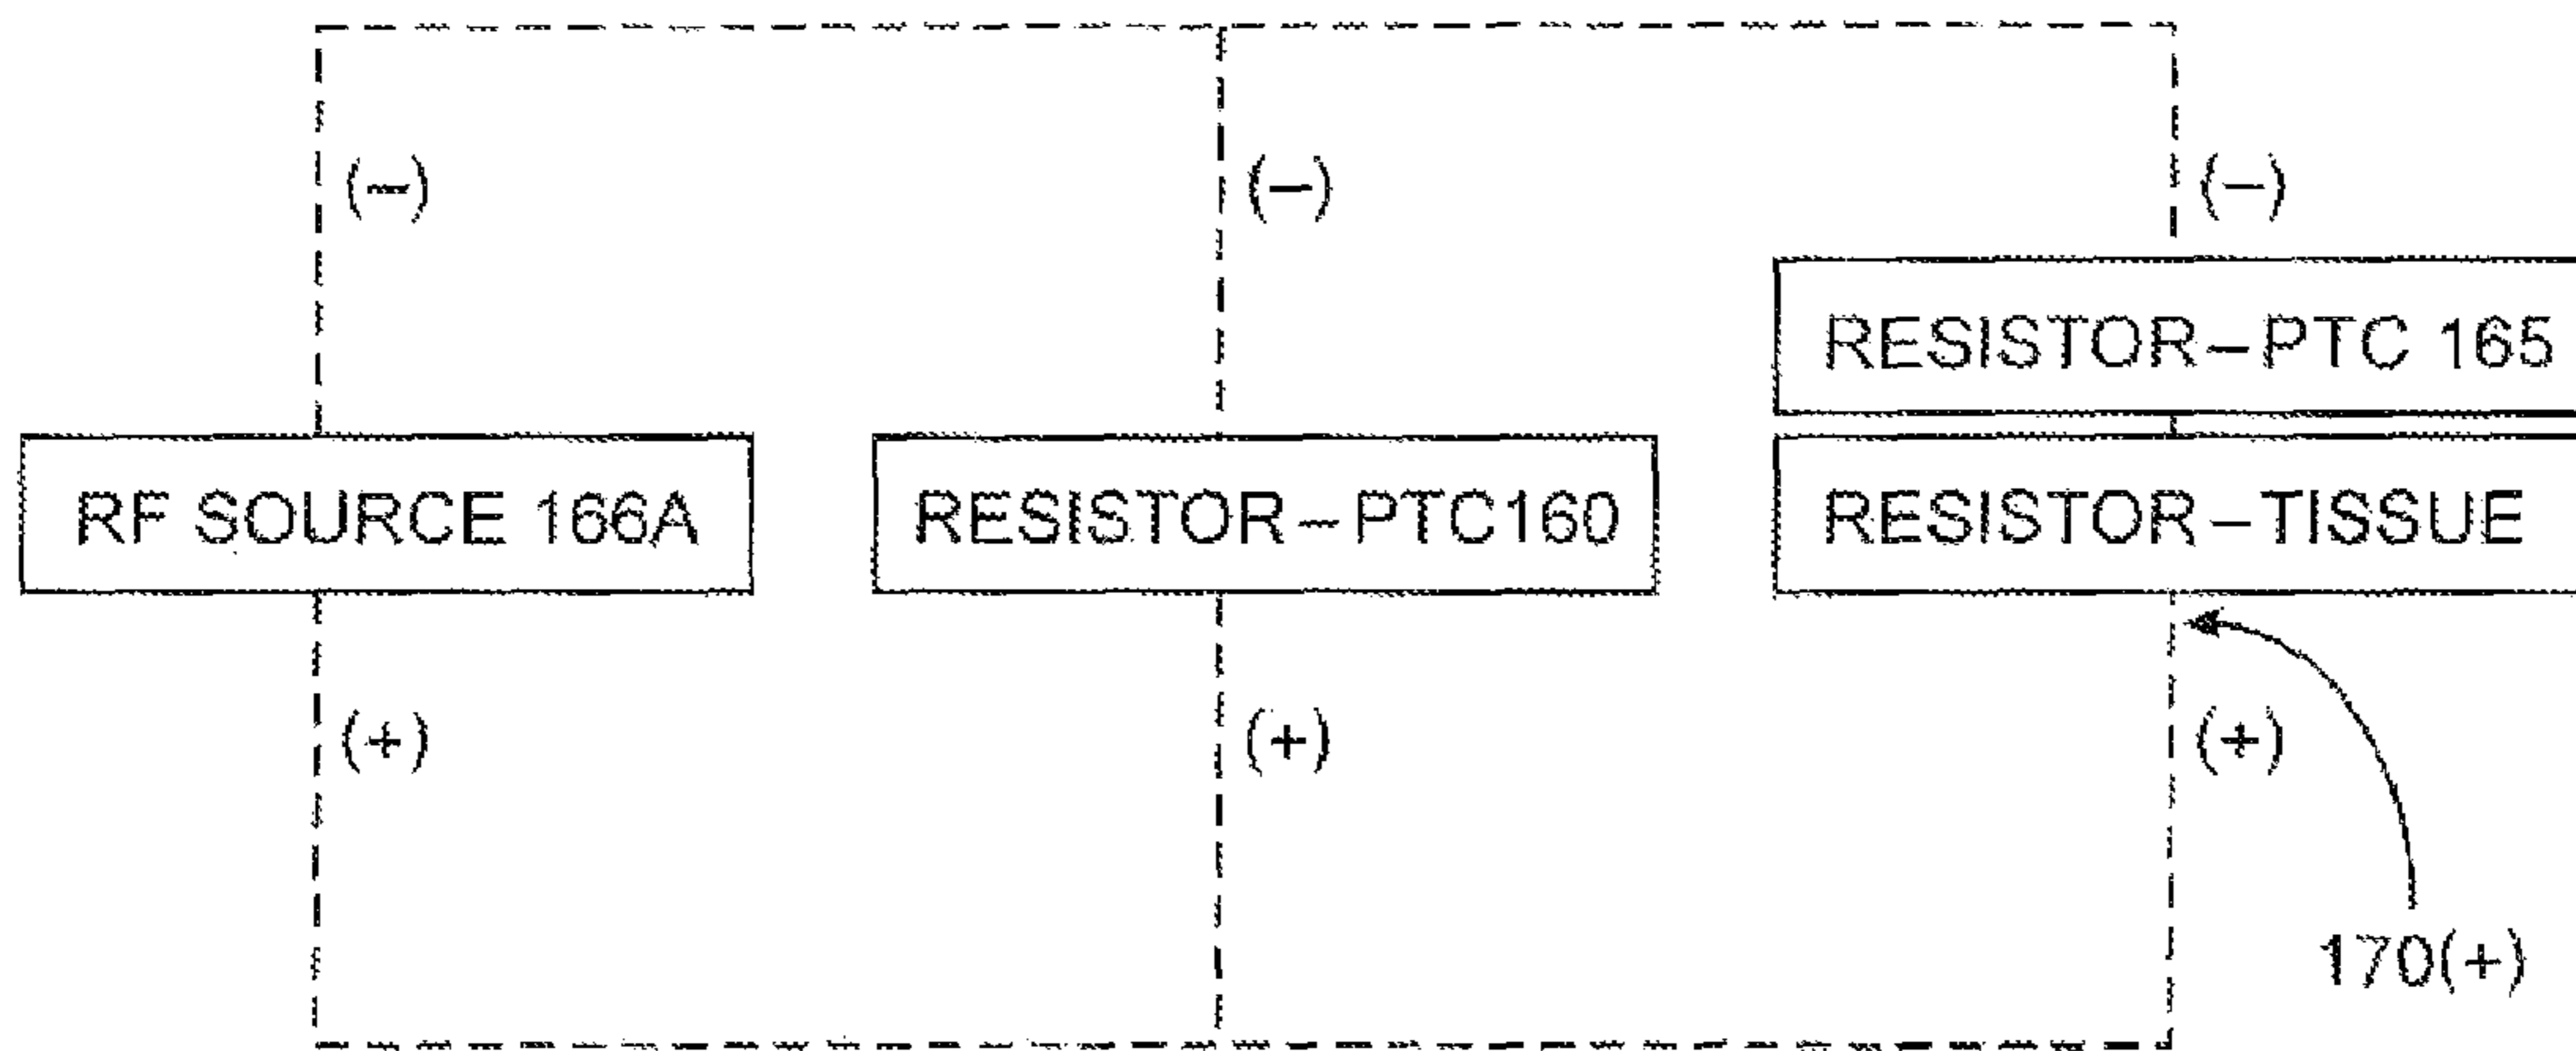 (−) (−) (−)
RESISTOR–PTC 165
RF SOURCE 166A RESISTOR–PTC160 RESISTOR–TISSUE
(+) (+) (+)
170(+)